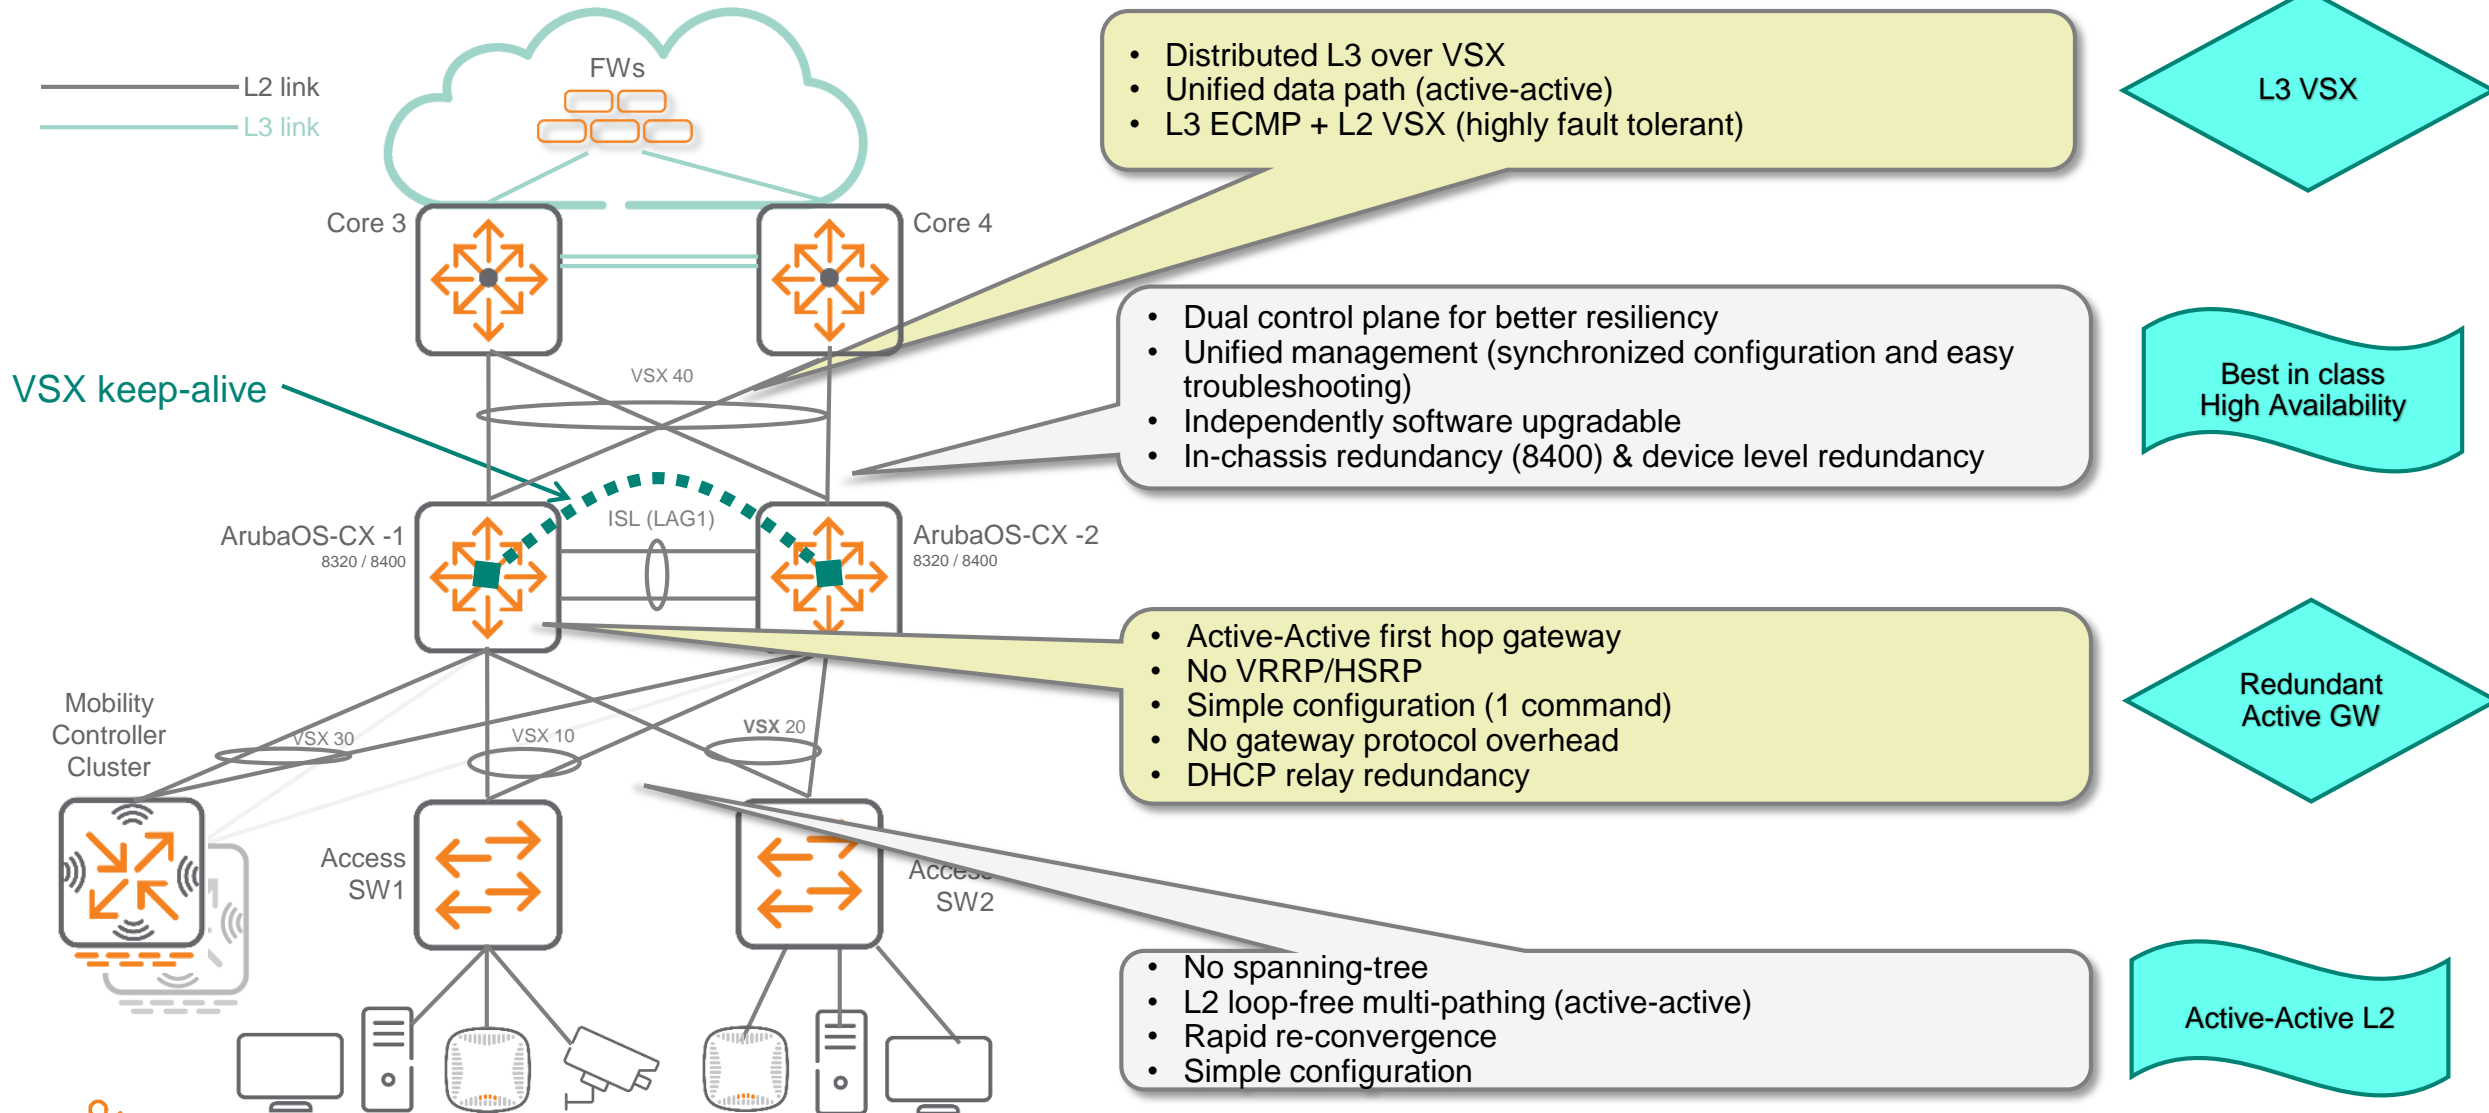 L2 link
L3 link
FWs
Core 3
Core 4
VSX 40
VSX keep-alive
ISL (LAG1)
ArubaOS-CX -1
8320 / 8400
ArubaOS-CX -2
8320 / 8400
Mobility
Controller
Cluster
VSX 30
VSX 10
VSX 20
Access
SW1
Access
SW2
• Distributed L3 over VSX
• Unified data path (active-active)
• L3 ECMP + L2 VSX (highly fault tolerant)
L3 VSX
• Dual control plane for better resiliency
• Unified management (synchronized configuration and easy
troubleshooting)
• Independently software upgradable
• In-chassis redundancy (8400) & device level redundancy
Best in class
High Availability
• Active-Active first hop gateway
• No VRRP/HSRP
• Simple configuration (1 command)
• No gateway protocol overhead
• DHCP relay redundancy
Redundant
Active GW
• No spanning-tree
• L2 loop-free multi-pathing (active-active)
• Rapid re-convergence
• Simple configuration
Active-Active L2